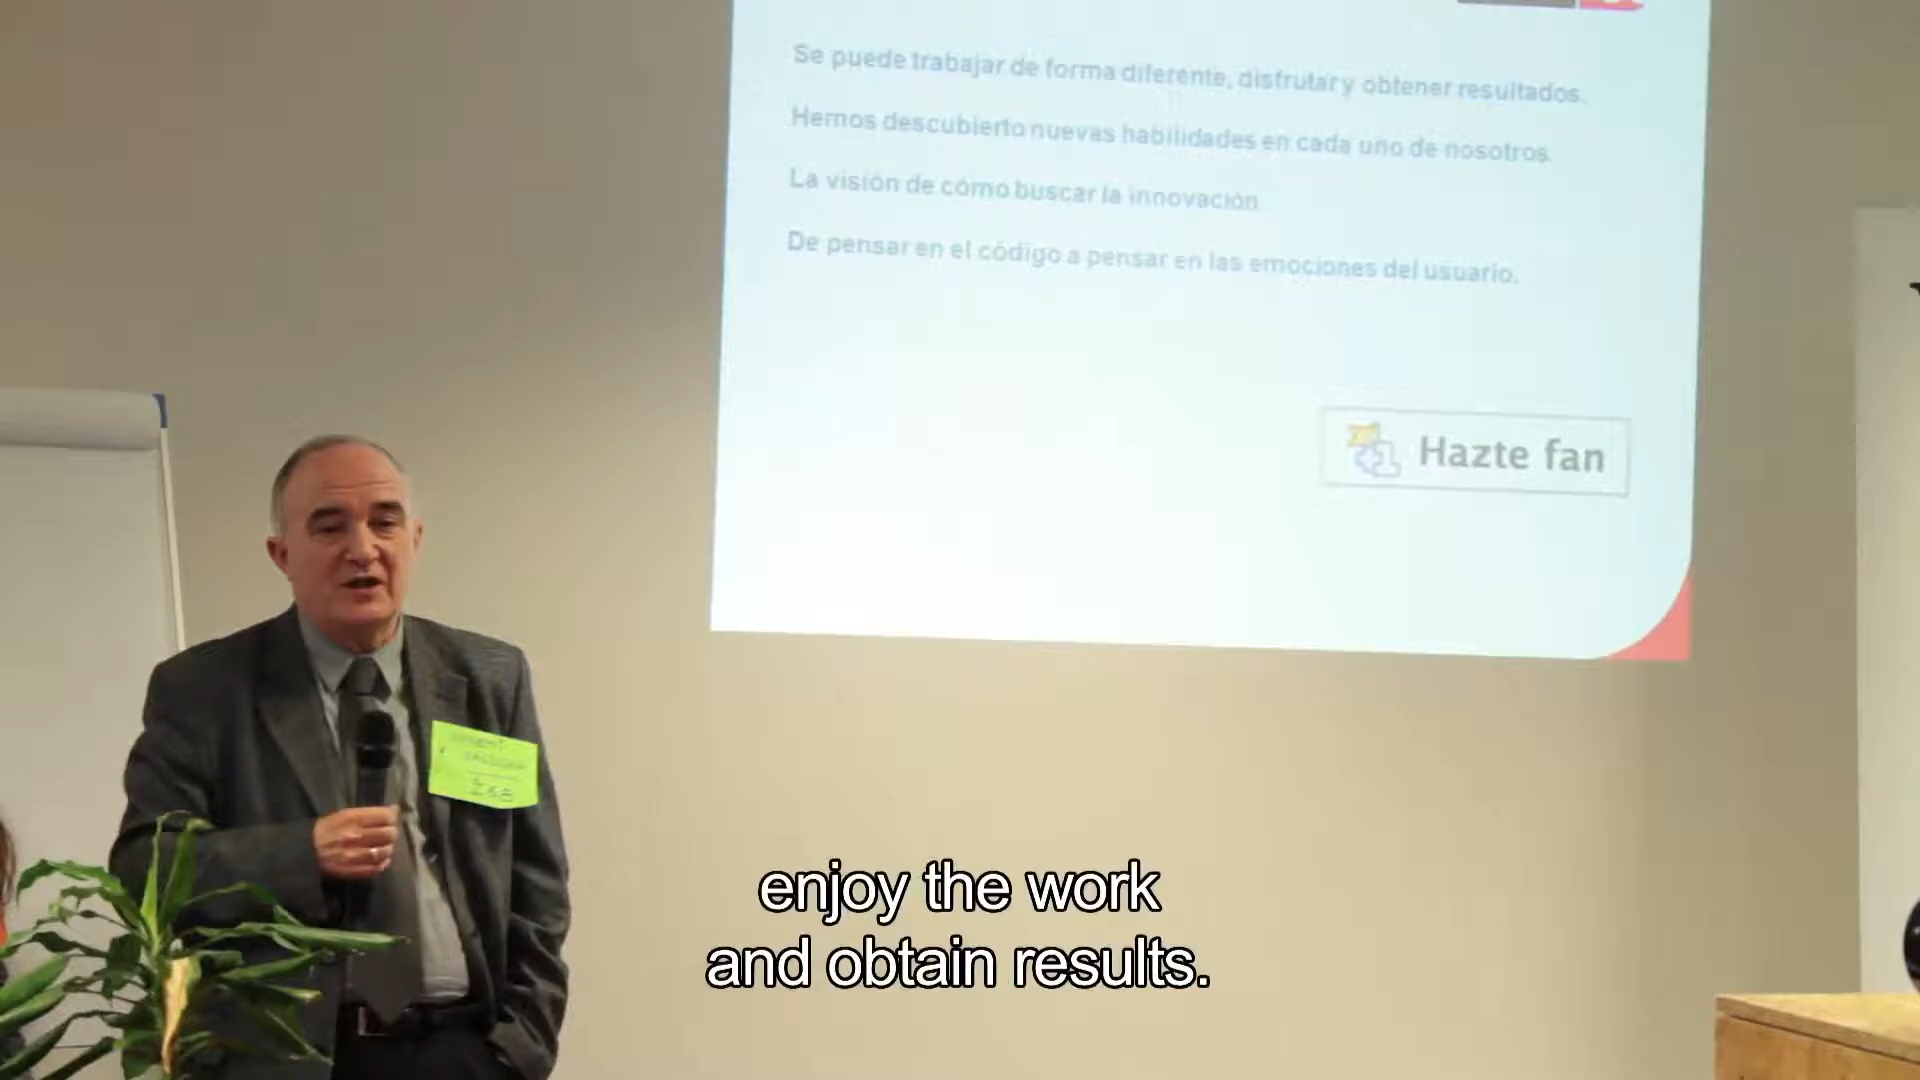 Se puede trabajar de forma diferente, disfrutar y obtener resultados.
Hemos descubierto nuevas habilidades en cada uno de nosotros.
La visión de cómo buscar la innovación.
De pensar en el código a pensar en las emociones del usuario.
Hazte fan
enjoy the work
and obtain results.